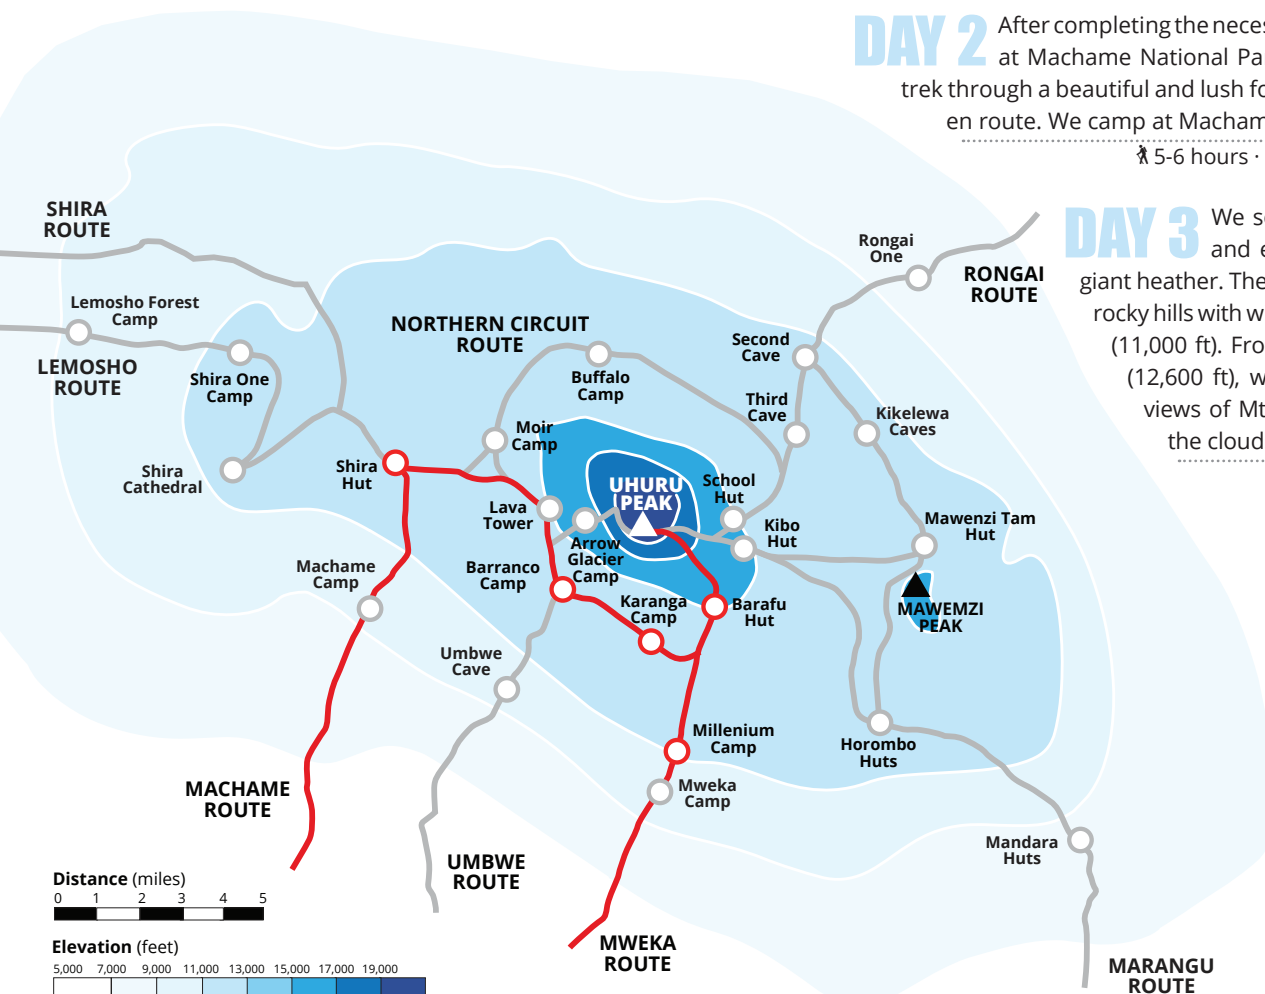 DAY 2
After completing the neces
at Machame National Pa
trek through a beautiful and lush fo
en route. We camp at Macham
5-6 hours ·
DAY 3
We s
and e
giant heather. The
rocky hills with w
(11,000 ft). Fro
(12,600 ft), w
views of Mt
the cloud
SHIRA
ROUTE
Lemosho Forest
Camp
LEMOSHO
ROUTE
Shira One
Camp
Shira
Cathedral
NORTHERN CIRCUIT
ROUTE
Buffalo
Camp
Moir
Camp
Shira
Hut
Lava
Tower
Rongai
One
RONGAI
ROUTE
Second
Cave
Third
Cave
Kikelewa
Caves
School
Hut
UHURU
PEAK
Kibo
Hut
Mawenzi Tam
Hut
Arrow
Glacier
Camp
Barranco
Camp
Machame
Camp
Karanga
Camp
Barafu
Hut
MAWEMZI
PEAK
Umbwe
Cave
Millenium
Camp
Horombo
Huts
Mweka
Camp
MACHAME
ROUTE
Mandara
Huts
UMBWE
ROUTE
MWEKA
ROUTE
MARANGU
ROUTE
Distance (miles)
0 1 2 3 4 5
Elevation (feet)
5,000 7,000 9,000 11,000 13,000 15,000 17,000 19,000